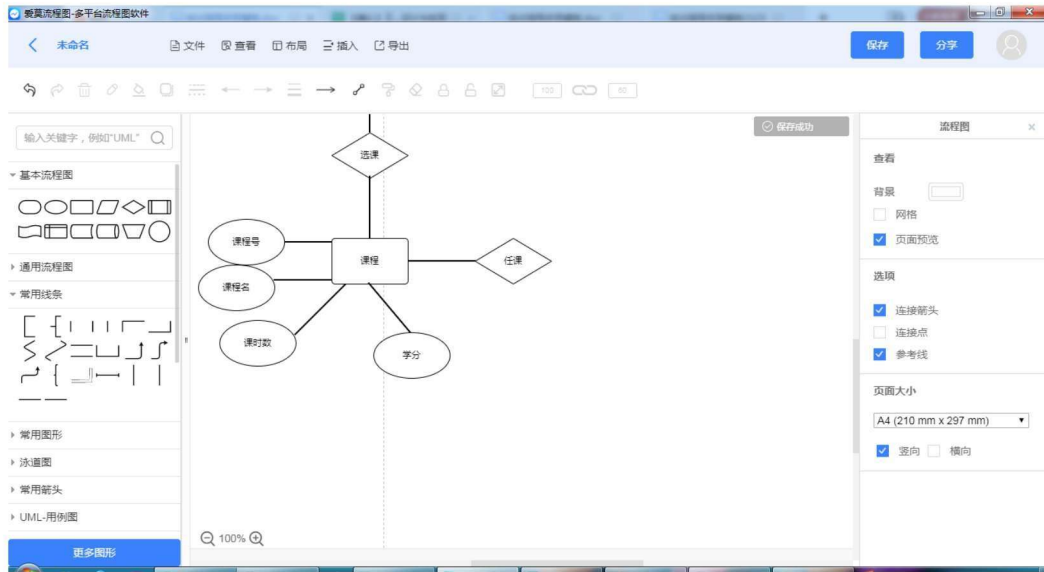 爱莫流程图-多平台流程图软件
未命名 文件 查看 布局 插入 导出 保存 分享
100 60
输入关键字，例如"UML"
保存成功
流程图
基本流程图
通用流程图
常用线条
常用图形
泳道图
常用箭头
UML-用例图
更多图形
选课
课程号
课程
任课
课程名
课时数
学分
100%
查看
背景
网格
页面预览
选项
连接箭头
连接点
参考线
页面大小
A4 (210 mm x 297 mm)
竖向 横向